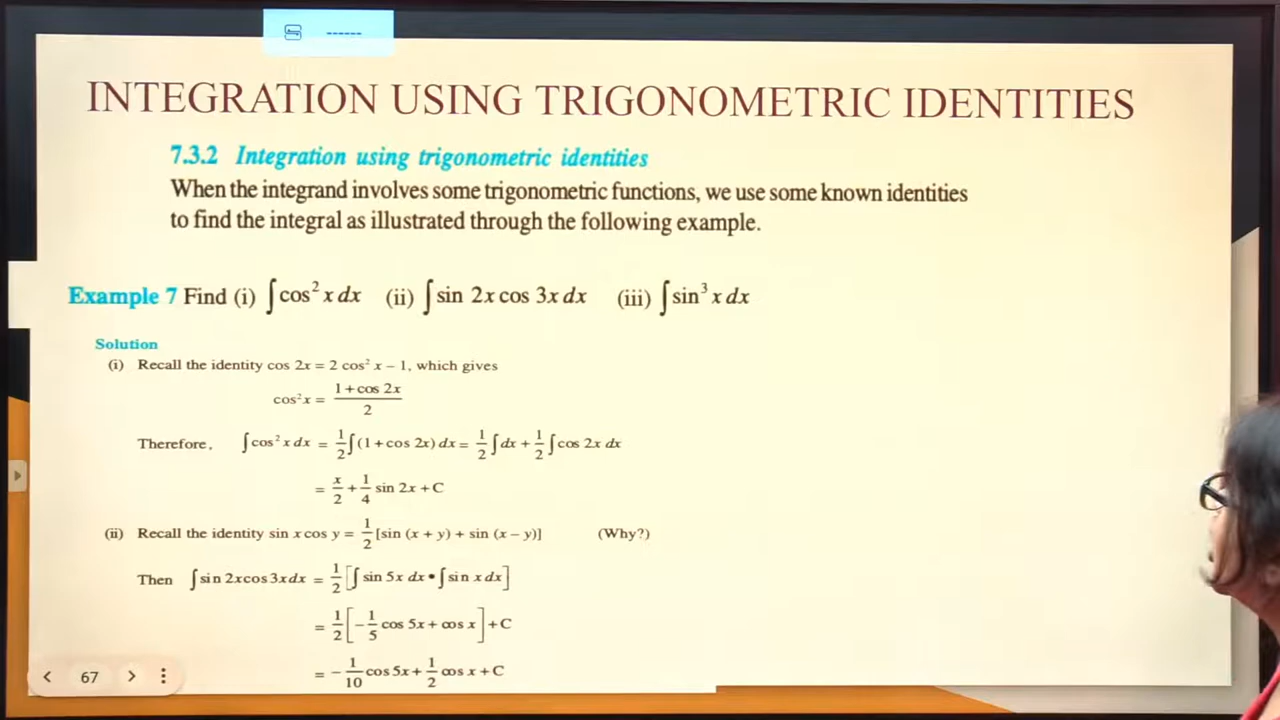 INTEGRATION USING TRIGONOMETRIC IDENTITIES
7.3.2 Integration using trigonometric identities
When the integrand involves some trigonometric functions, we use some known identities
to find the integral as illustrated through the following example.
Example 7 Find (i) ∫cos² x dx (ii) ∫sin 2x cos 3x dx (iii) ∫sin³ x dx
Solution
(i) Recall the identity cos 2x = 2 cos² x – 1, which gives
cos² x = (1 + cos 2x)/2
Therefore, ∫cos² x dx = 1/2 ∫(1 + cos 2x) dx = 1/2 ∫dx + 1/2 ∫cos 2x dx
= x/2 + 1/4 sin 2x + C
(ii) Recall the identity sin x cos y = 1/2 [sin (x + y) + sin (x – y)] (Why?)
Then ∫sin 2x cos 3x dx = 1/2 [∫sin 5x dx • ∫sin x dx]
= 1/2 [–1/5 cos 5x + cos x] + C
= –1/10 cos 5x + 1/2 cos x + C
67